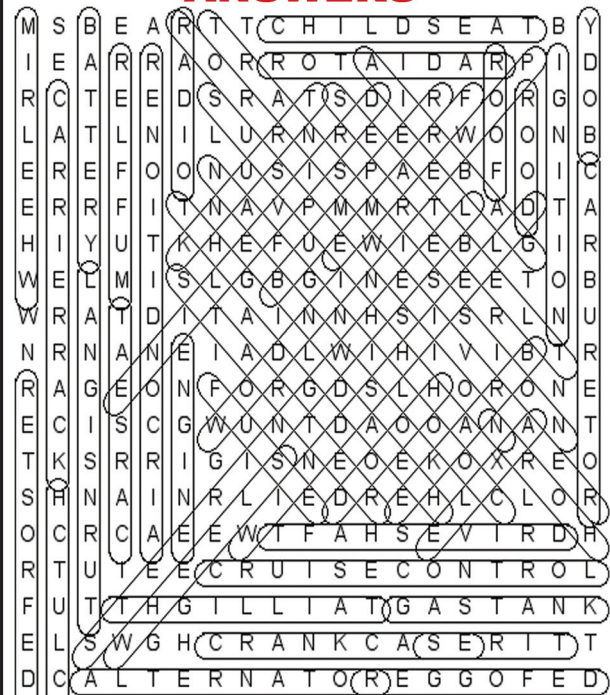 ANSWERS
M S B E A R T T C H I L D S E A T B Y
I E A R R A O R R O T A I D A R P I D
R C T E E D S R A T S D I R F O R G O
L A T L N I L U R N R E E R W O O N B
E R E F O O N U S I S P A E B F O I C
E R R F I T N A V P M M R T L A D T A
H I Y U T K H E F U E W I E B L G I R
W E L M I S L G B G I N E S E E T O B
W R A T D I T A I N N H S I S R L N U
N R N A N E I A D L W I H I V I B T R
R A G E O N F O R G D S L H O R O N E
E C I S C G W U N T D A O O A N A N T
T K S R R I G I S N E O E K O X R E O
S H N A I N R L I E D R E H L C L O R
O C R C A E E W T F A H S E V I R D H
R T U I E E C R U I S E C O N T R O L
F U T T H G I L L I A T G A S T A N K
E L S W G H C R A N K C A S E R I T T
D C A L T E R N A T O R E G G O F E D